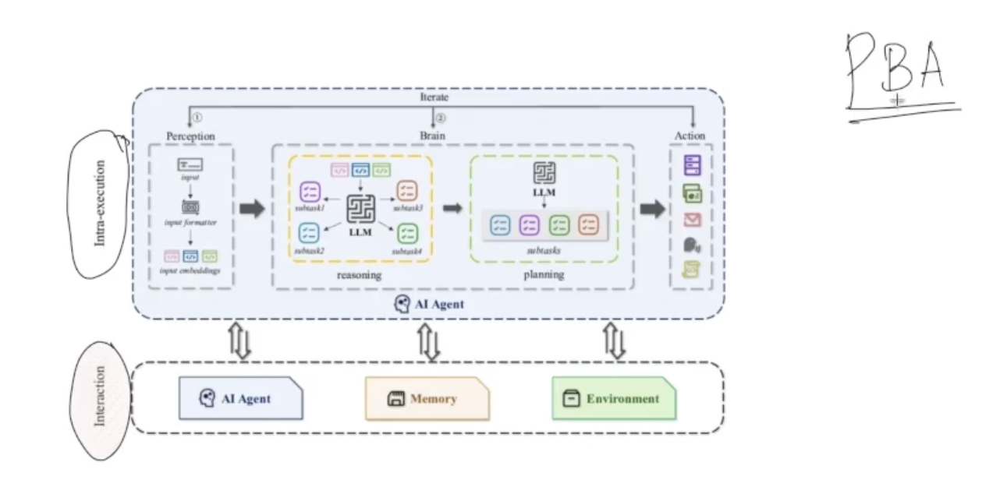 PBA
Iterate
① ②
Perception Brain Action
Intra-execution
input
input formatter
input embeddings
subtask1 subtask3
LLM
subtask2 subtask4
reasoning
LLM
subtasks
planning
AI Agent
Interaction
AI Agent Memory Environment